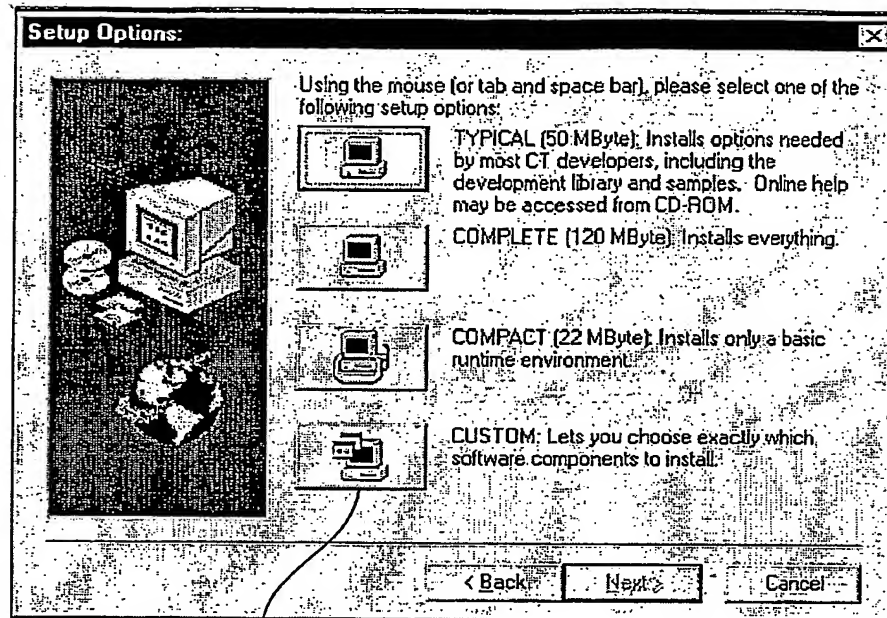 Setup Options:
Using the mouse (or tab and space bar), please select one of the
following setup options:
TYPICAL (50 MByte): Installs options needed
by most CT developers, including the
development library and samples. Online help
may be accessed from CD-ROM.
COMPLETE (120 MByte): Installs everything.
COMPACT (22 MByte): Installs only a basic
runtime environment.
CUSTOM: Lets you choose exactly which
software components to install.
< Back
Next >
Cancel